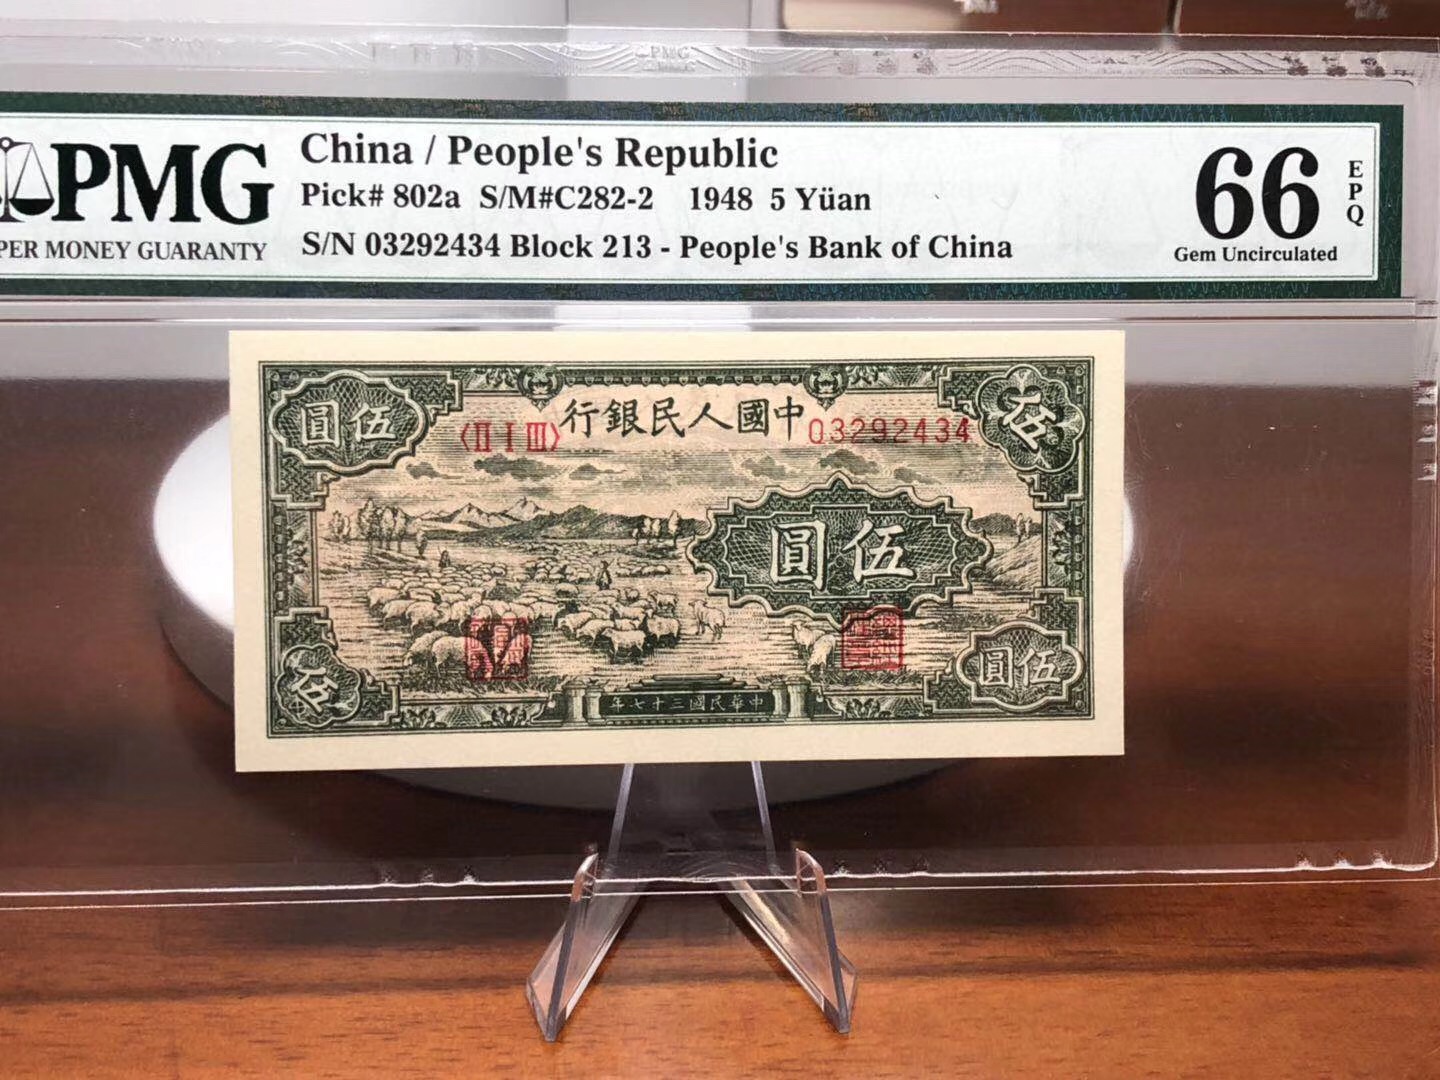 PMG
China / People's Republic
Pick# 802a S/M#C282-2 1948 5 Yüan
S/N 03292434 Block 213 - People's Bank of China
PER MONEY GUARANTY
66
EPQ
Gem Uncirculated
圓伍
行銀民人國中
伍
〈II I III〉
03292434
圓伍
伍
圓伍
年七十三國民華中